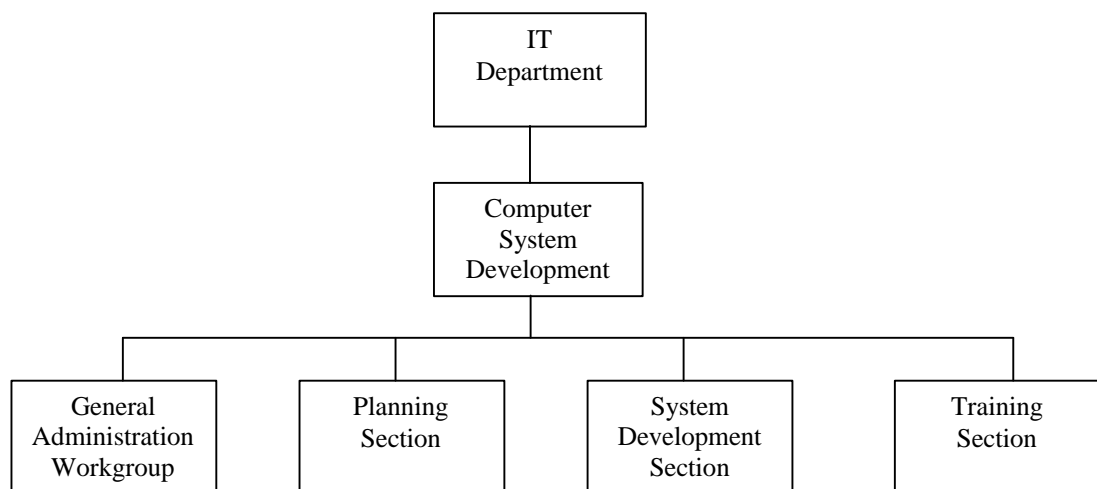 IT
Department
Computer
System
Development
General
Administration
Workgroup
Planning
Section
System
Development
Section
Training
Section